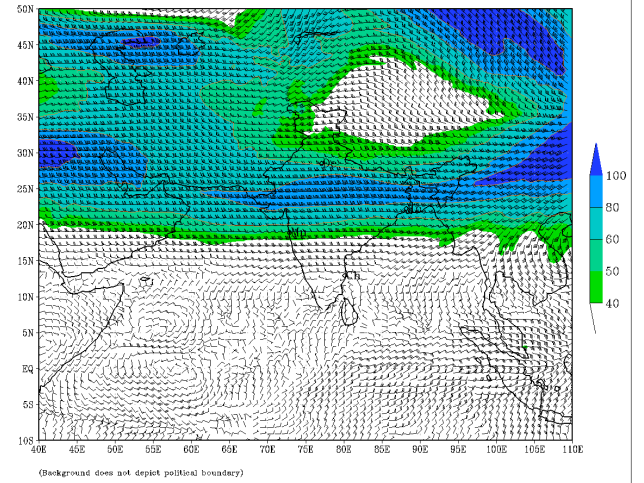 50N
45N
40N
35N
30N
25N
20N
15N
10N
5N
EQ
5S
10S
40E 45E 50E 55E 60E 65E 70E 75E 80E 85E 90E 95E 100E 105E 110E
100
80
60
50
40
(Background does not depict political boundary)